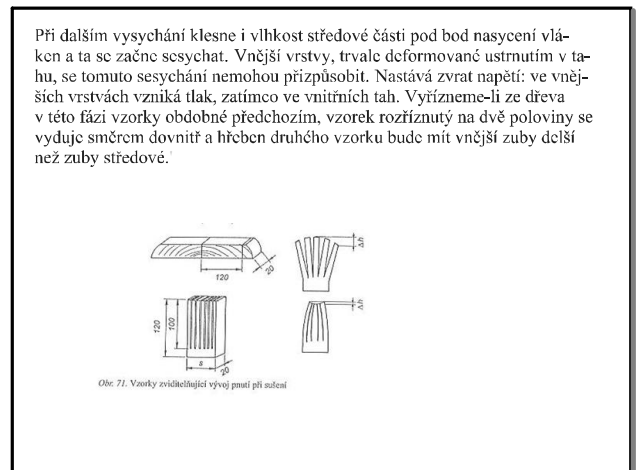 Při dalším vysychání klesne i vlhkost středové části pod bod nasycení vlá-
ken a ta se začne sesychat. Vnější vrstvy, trvale deformované ustrnutím v ta-
hu, se tomuto sesychání nemohou přizpůsobit. Nastává zvrat napětí: ve vněj-
ších vrstvách vzniká tlak, zatímco ve vnitřních tah. Vyřízneme-li ze dřeva
v této fázi vzorky obdobné předchozím, vzorek rozříznutý na dvě poloviny se
vyduje směrem dovnitř a hřeben druhého vzorku bude mít vnější zuby delší
než zuby středové.
120
20
Δh
120
100
s
20
Δh
Obr. 71. Vzorky zviditelňující vývoj pnutí při sušení